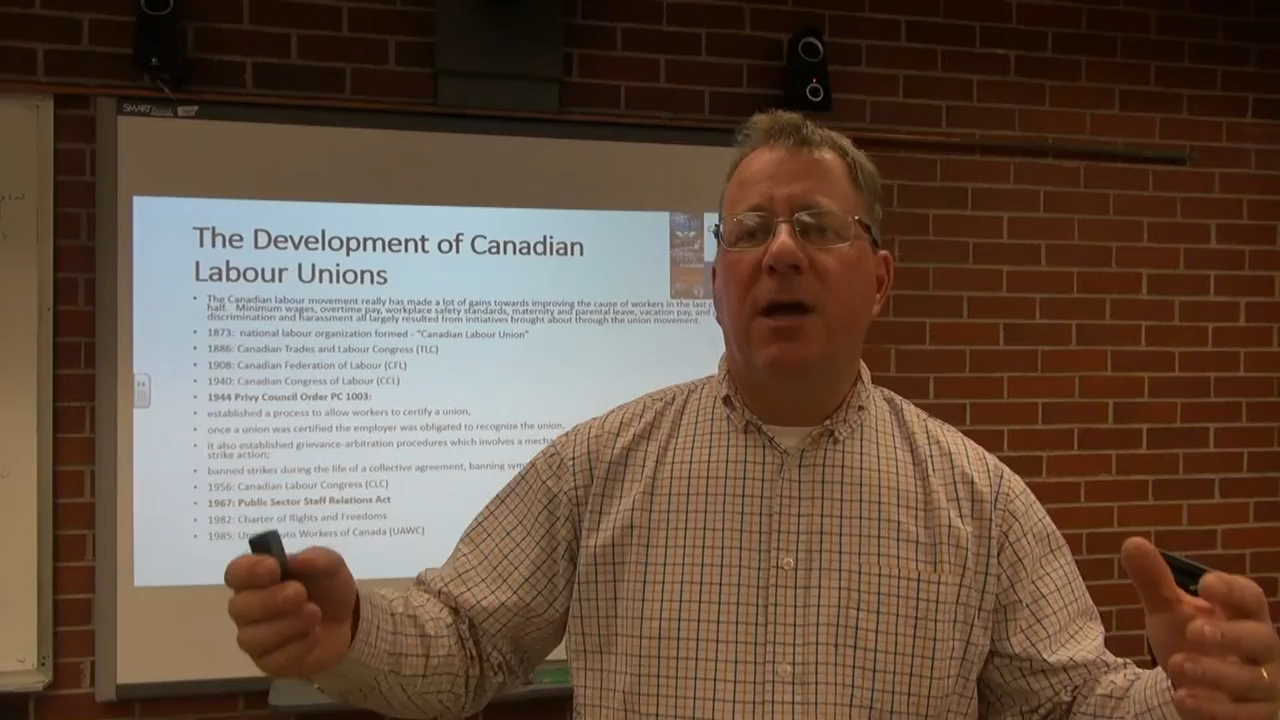 SMART
The Development of Canadian
Labour Unions
• The Canadian labour movement really has made a lot of gains towards improving the cause of workers in the last
half. Minimum wages, overtime pay, workplace safety standards, maternity and parental leave, vacation pay, and
discrimination and harassment all largely resulted from initiatives brought about through the union movement.
• 1873: national labour organization formed - "Canadian Labour Union"
• 1886: Canadian Trades and Labour Congress (TLC)
• 1908: Canadian Federation of Labour (CFL)
• 1940: Canadian Congress of Labour (CCL)
• 1944 Privy Council Order PC 1003:
• established a process to allow workers to certify a union,
• once a union was certified the employer was obligated to recognize the union,
• it also established grievance-arbitration procedures which involves a
strike action;
• banned strikes during the life of a collective agreement, banning
• 1956: Canadian Labour Congress (CLC)
• 1967: Public Sector Staff Relations Act
• 1982: Charter of Rights and Freedoms
• 1985: Workers of Canada (UAWC)